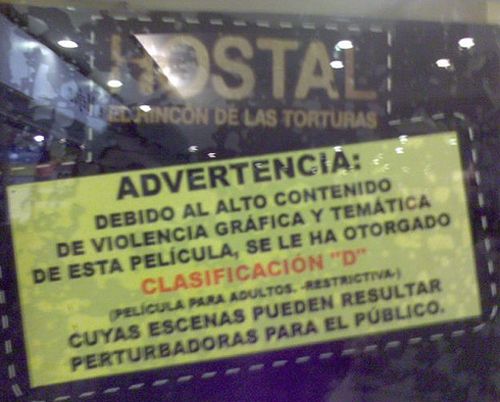 HOSTAL
EL RINCÓN DE LAS TORTURAS
ADVERTENCIA:
DEBIDO AL ALTO CONTENIDO
DE VIOLENCIA GRÁFICA Y TEMÁTICA
DE ESTA PELÍCULA, SE LE HA OTORGADO
CLASIFICACIÓN "D"
(PELÍCULA PARA ADULTOS. -RESTRICTIVA-)
CUYAS ESCENAS PUEDEN RESULTAR
PERTURBADORAS PARA EL PÚBLICO.